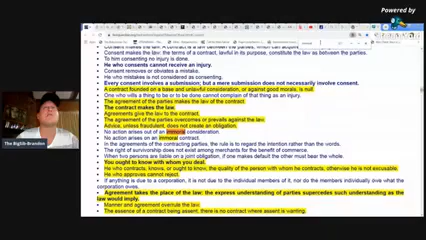 Powered by
Consent makes the law: the terms of a contract, lawful in its purpose, constitute the law as between the parties.
To him consenting no injury is done.
He who consents cannot receive an injury.
Consent removes or obviates a mistake.
He who mistakes is not considered as consenting.
Every consent involves a submission; but a mere submission does not necessarily involve consent.
A contract founded on a base and unlawful consideration, or against good morals, is null.
One who wills a thing to be or to be done cannot complain of that thing as an injury.
The agreement of the parties makes the law of the contract.
The contract makes the law.
Agreements give the law to the contract.
The agreement of the parties overcomes or prevails against the law.
Advice, unless fraudulent, does not create an obligation.
No action arises out of an immoral consideration.
No action arises on an immoral contract.
In the agreements of the contracting parties, the rule is to regard the intention rather than the words.
The right of survivorship does not exist among merchants for the benefit of commerce.
When two persons are liable on a joint obligation, if one makes default the other must bear the whole.
You ought to know with whom you deal.
He who contracts, knows, or ought to know, the quality of the person with whom he contracts, otherwise he is not excusable.
He who approves cannot reject.
If anything is due to a corporation, it is not due to the individual members of it, nor do the members individually owe what the
corporation owes.
Agreement takes the place of the law: the express understanding of parties supercedes such understanding as the
law would imply.
Manner and agreement overrule the law.
The essence of a contract being assent, there is no contract where assent is wanting.
The BigSib-Brandon